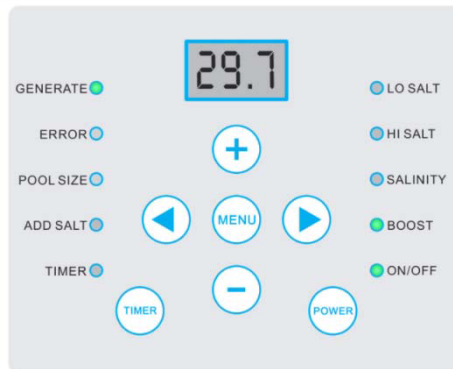 29.7
GENERATE
LO SALT
ERROR
HI SALT
+
POOL SIZE
SALINITY
ADD SALT
MENU
BOOST
TIMER
−
ON/OFF
TIMER
POWER